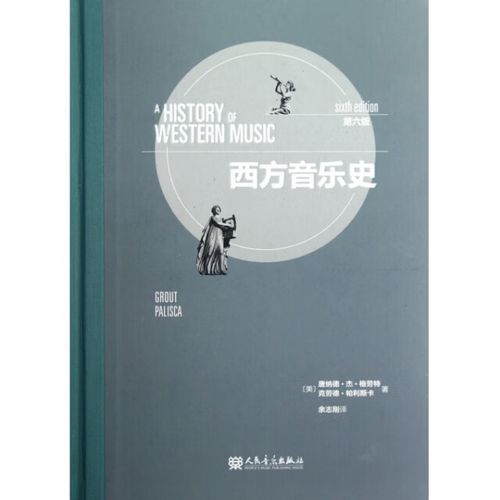 A HISTORY OF
WESTERN MUSIC
sixth edition
第六版
西方音乐史
GROUT
PALISCA
[美] 唐纳德·杰·格劳特
克劳德·帕利斯卡 著
余志刚 译
人民音乐出版社
PEOPLE'S MUSIC PUBLISHING HOUSE